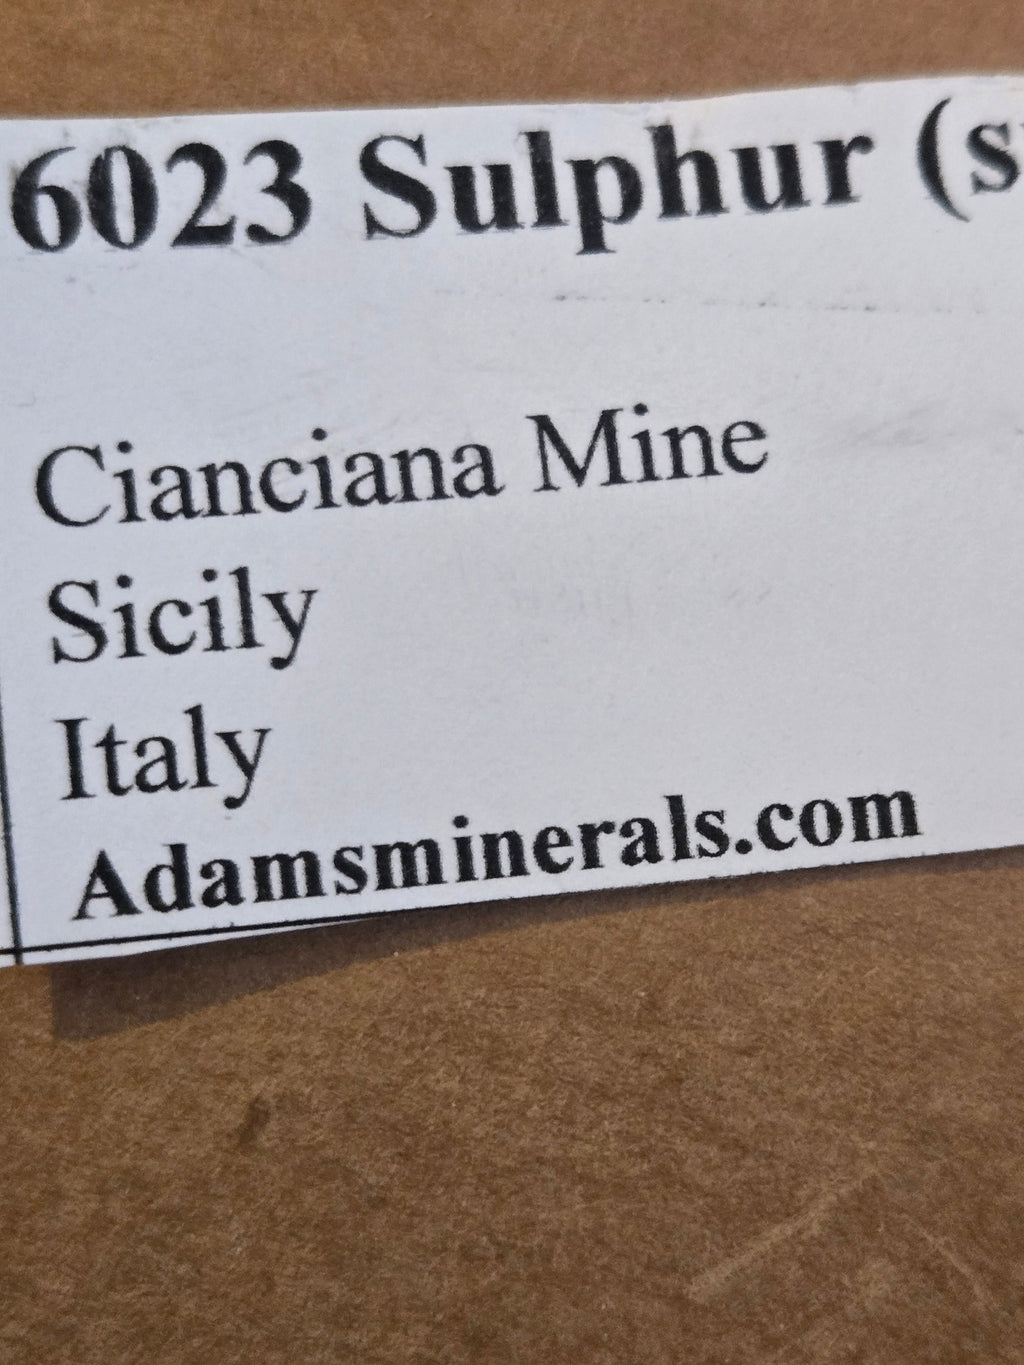 6023 Sulphur (s
Cianciana Mine
Sicily
Italy
Adamsminerals.com